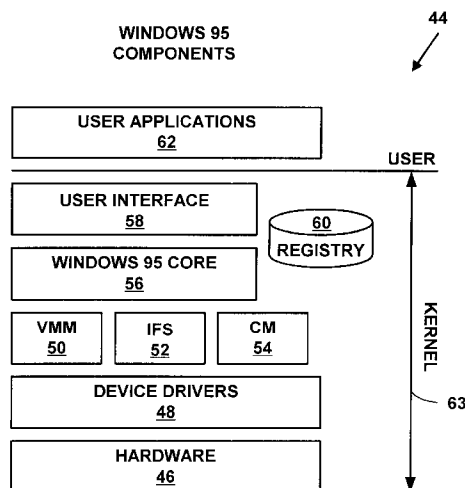 WINDOWS 95
COMPONENTS
44
USER APPLICATIONS
62
USER
USER INTERFACE
58
60
REGISTRY
WINDOWS 95 CORE
56
VMM
50
IFS
52
CM
54
KERNEL
DEVICE DRIVERS
48
63
HARDWARE
46